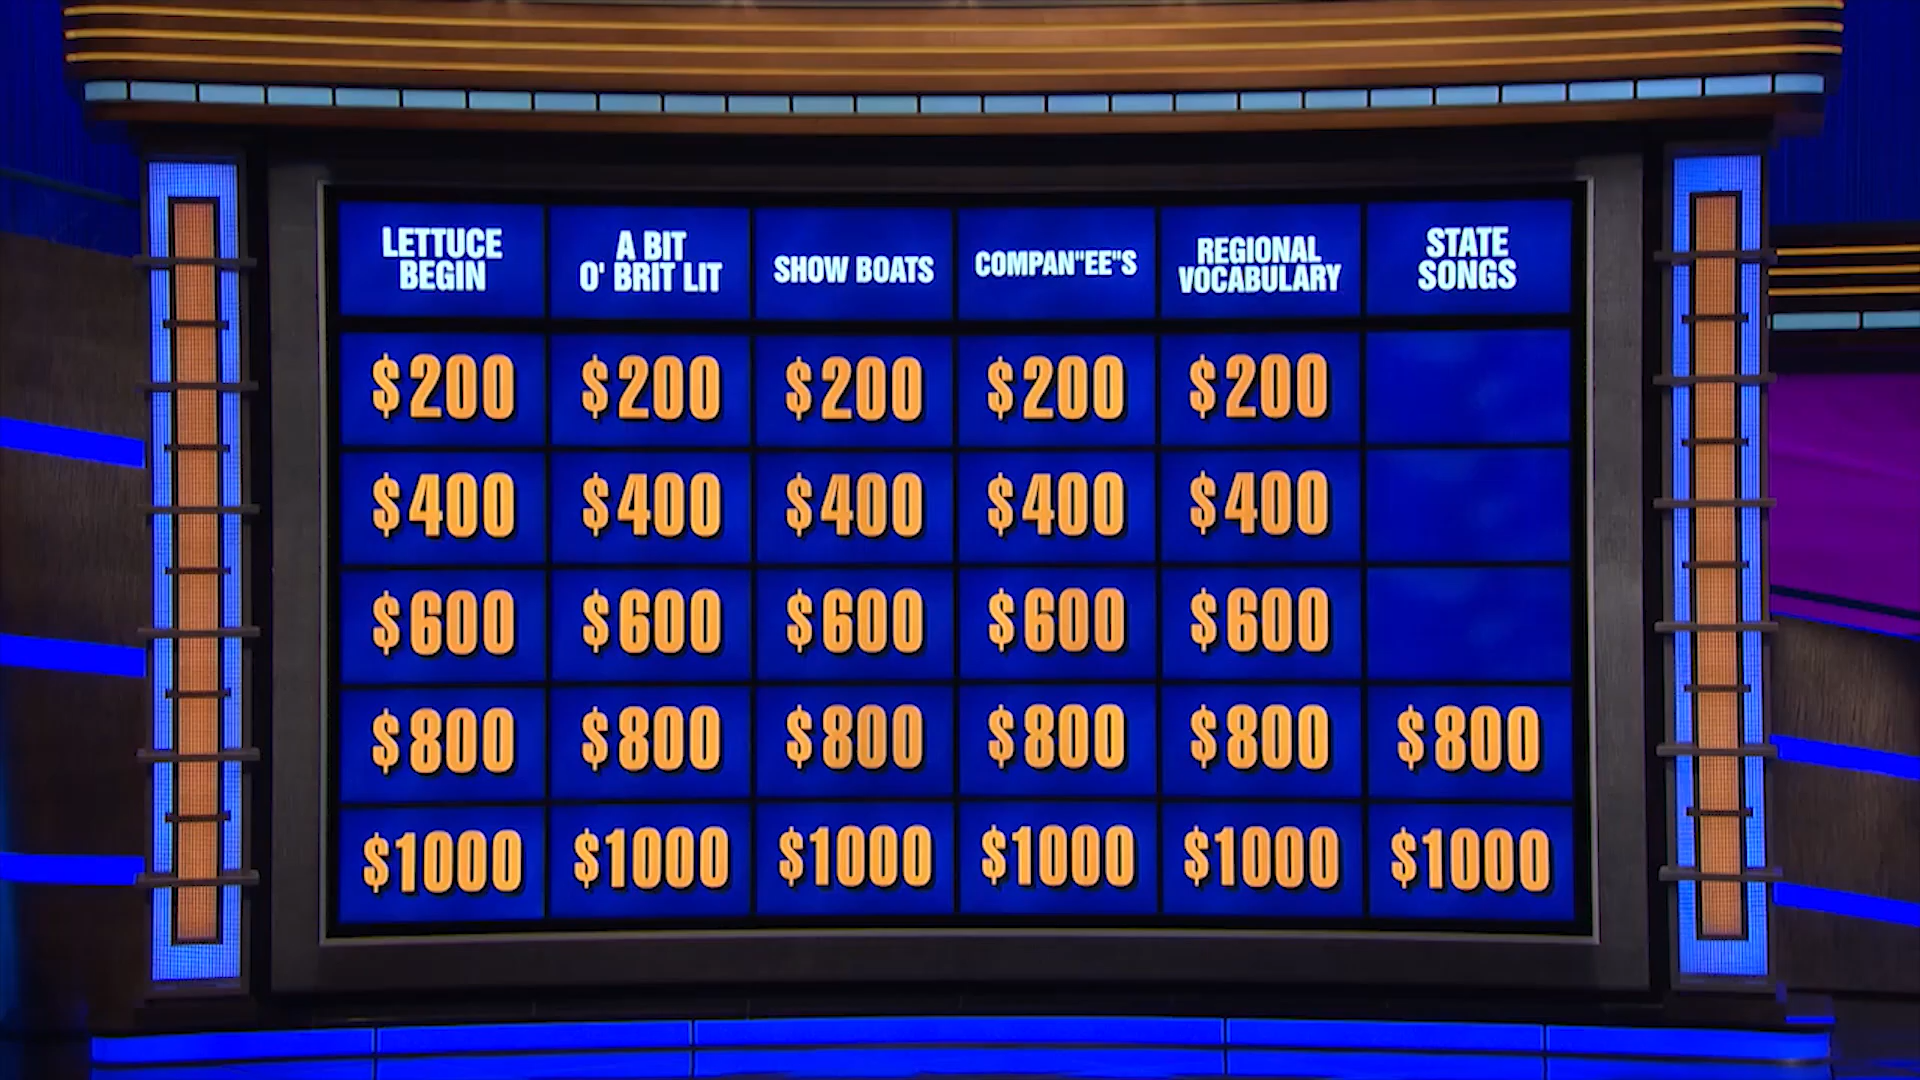 LETTUCE
BEGIN
A BIT
O' BRIT LIT
SHOW BOATS
COMPAN"EE"S
REGIONAL
VOCABULARY
STATE
SONGS
$200 $200 $200 $200 $200
$400 $400 $400 $400 $400
$600 $600 $600 $600 $600
$800 $800 $800 $800 $800 $800
$1000 $1000 $1000 $1000 $1000 $1000